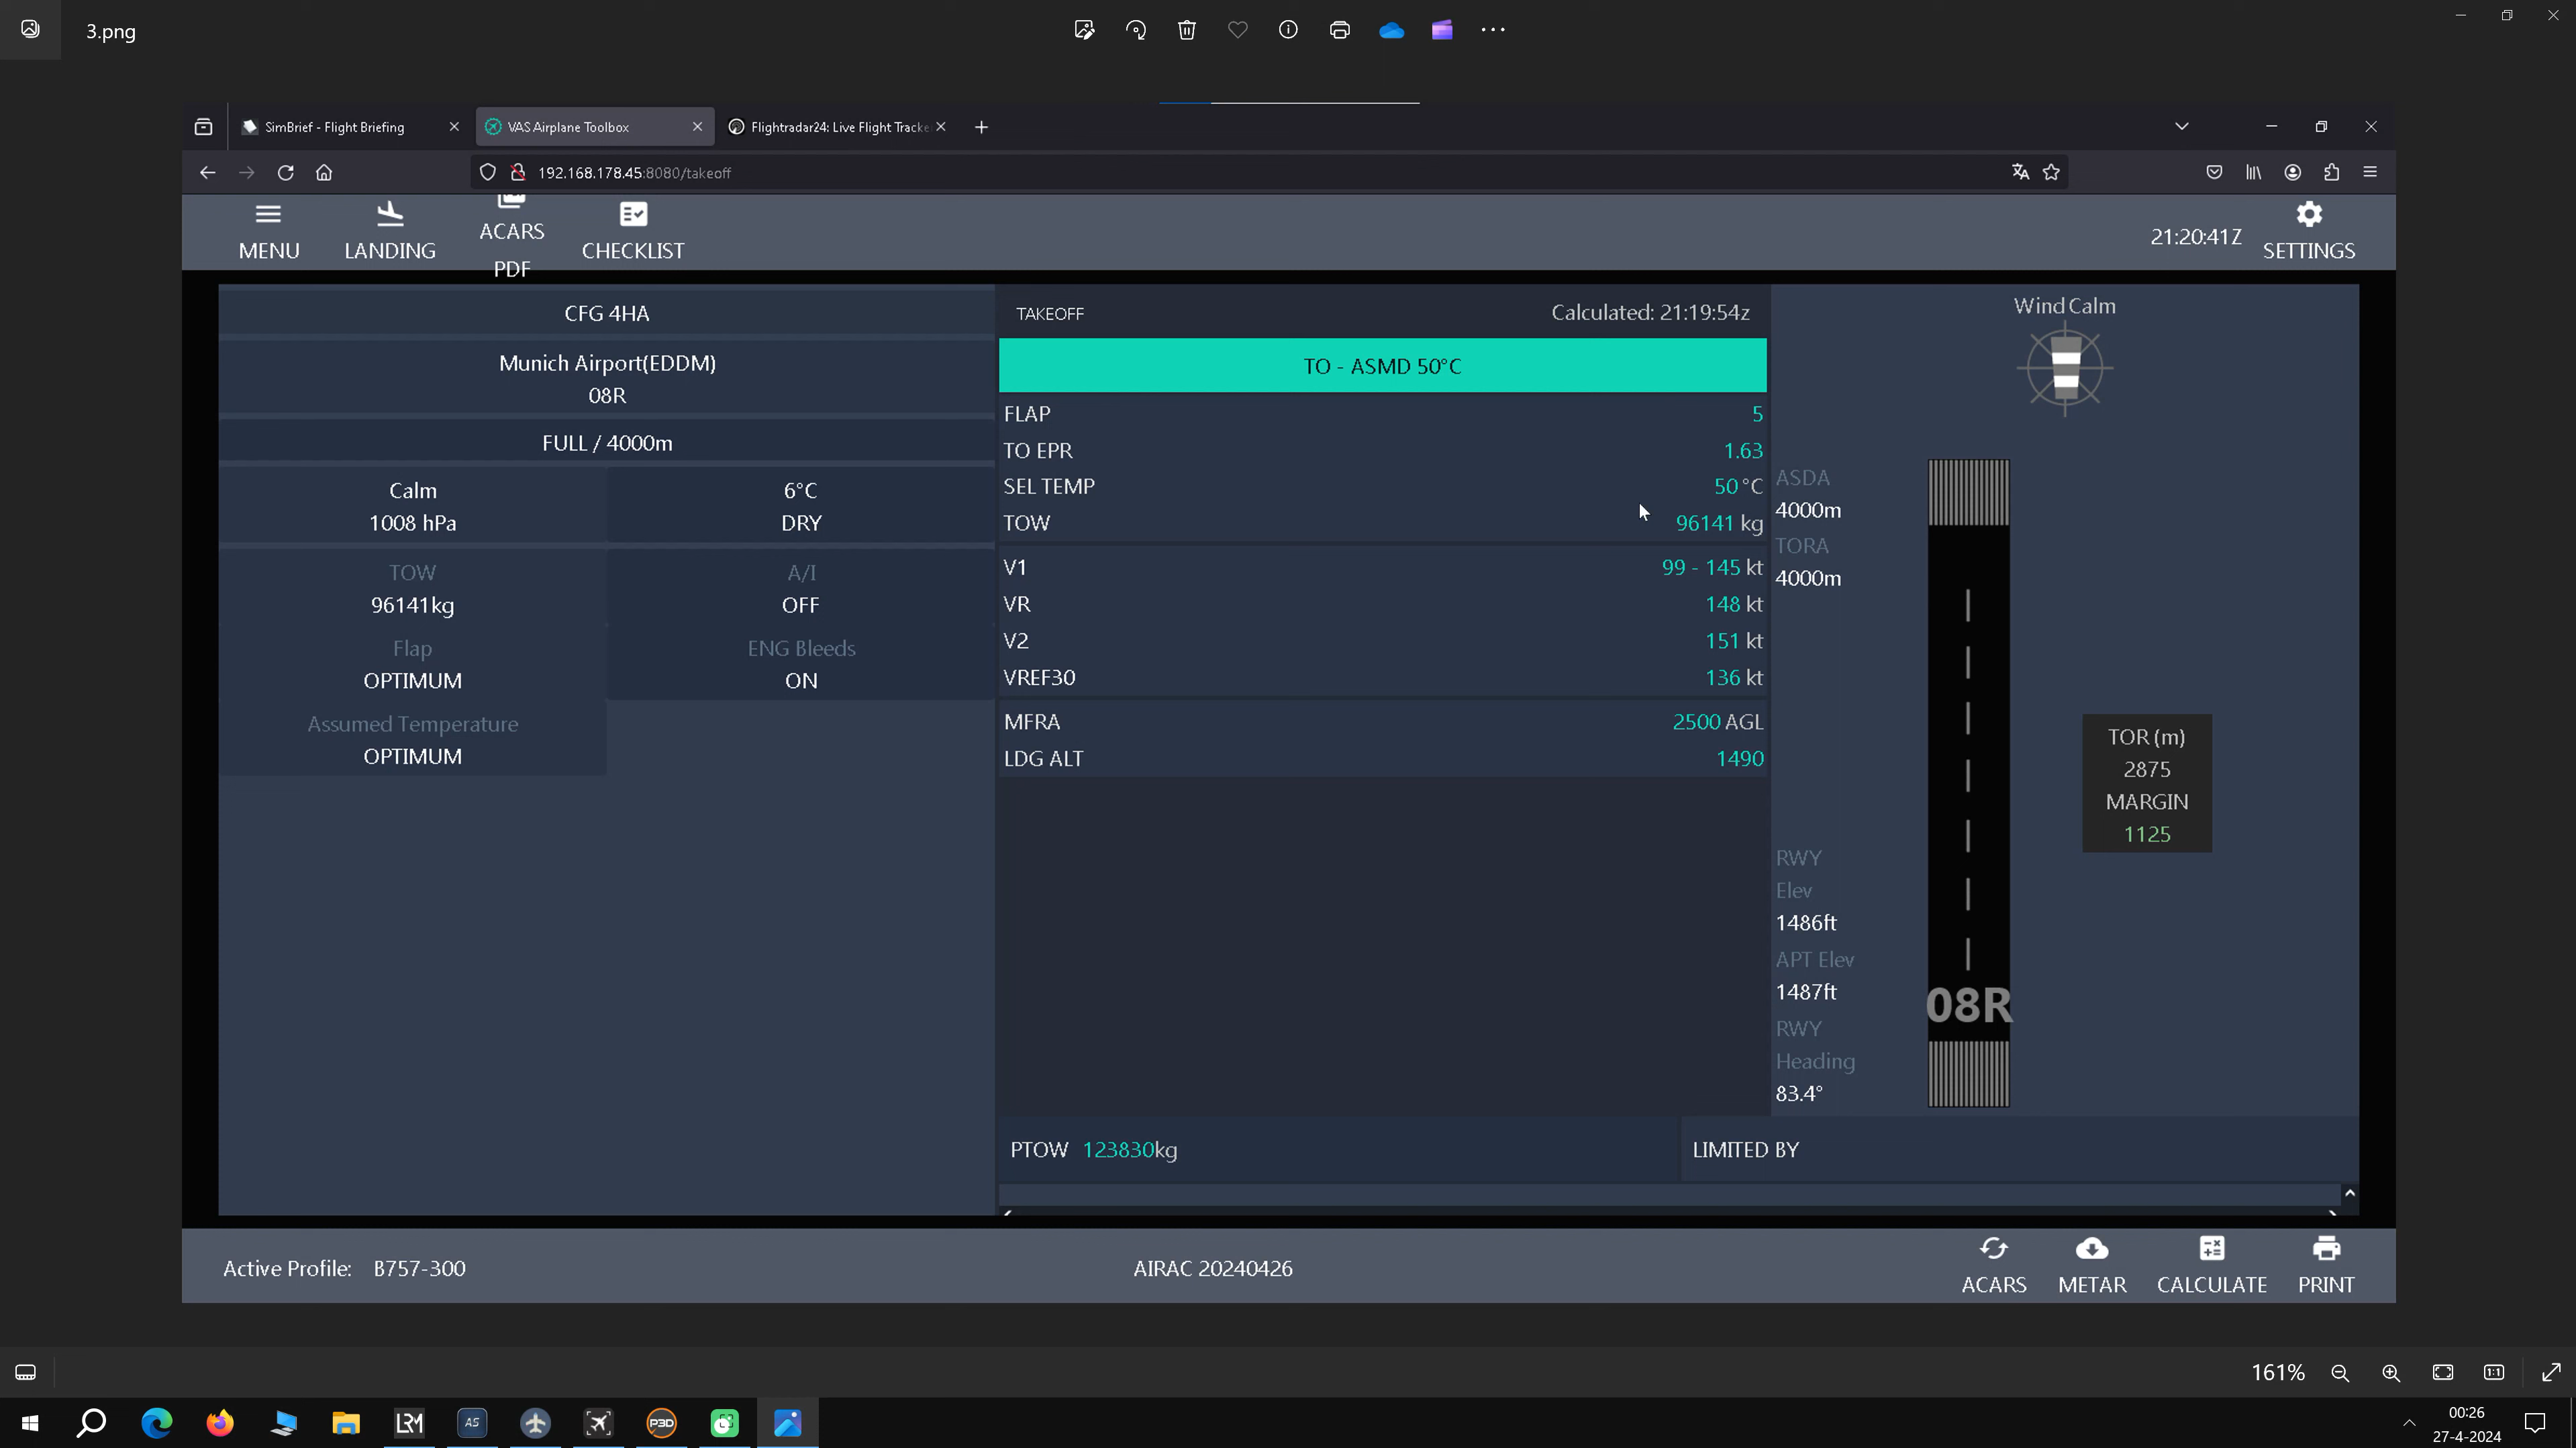 3.png
SimBrief - Flight Briefing
VAS Airplane Toolbox
Flightradar24: Live Flight Tracke
192.168.178.45:8080/takeoff
MENU
LANDING
ACARS
PDF
CHECKLIST
21:20:41Z
SETTINGS
CFG 4HA
Munich Airport(EDDM)
08R
FULL / 4000m
Calm
1008 hPa
6°C
DRY
TOW
96141kg
A/I
OFF
Flap
OPTIMUM
ENG Bleeds
ON
Assumed Temperature
OPTIMUM
TAKEOFF
Calculated: 21:19:54z
TO - ASMD 50°C
FLAP 5
TO EPR 1.63
SEL TEMP 50 °C
TOW 96141 kg
V1 99 - 145 kt
VR 148 kt
V2 151 kt
VREF30 136 kt
MFRA 2500 AGL
LDG ALT 1490
Wind Calm
ASDA
4000m
TORA
4000m
TOR (m)
2875
MARGIN
1125
RWY
Elev
1486ft
APT Elev
1487ft
RWY
Heading
83.4°
08R
PTOW 123830kg
LIMITED BY
Active Profile: B757-300
AIRAC 20240426
ACARS
METAR
CALCULATE
PRINT
161%
1:1
LRM
AS
P3D
00:26
27-4-2024